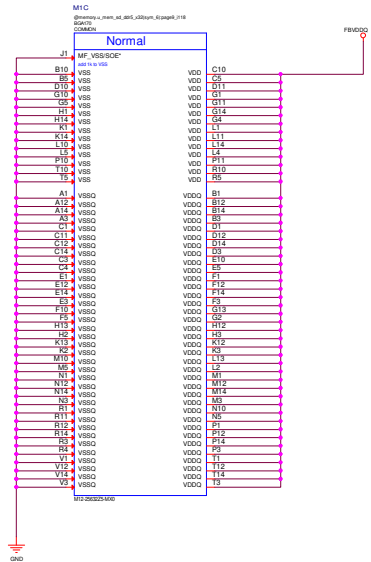 M1C
@memory.u_mem_sd_ddr5_x32(sym_6):page9_I118
BGA170
COMMON
FBVDDQ
Normal
J1 MF_VSS/SOE*
add 1k to VSS
B10 VSS VDD C10
B5 VSS VDD C5
D10 VSS VDD D11
G10 VSS VDD G1
G5 VSS VDD G11
H1 VSS VDD G14
H14 VSS VDD G4
K1 VSS VDD L1
K14 VSS VDD L11
L10 VSS VDD L14
L5 VSS VDD L4
P10 VSS VDD P11
T10 VSS VDD R10
T5 VSS VDD R5
A1 VSSQ VDDQ B1
A12 VSSQ VDDQ B12
A14 VSSQ VDDQ B14
A3 VSSQ VDDQ B3
C1 VSSQ VDDQ D1
C11 VSSQ VDDQ D12
C12 VSSQ VDDQ D14
C14 VSSQ VDDQ D3
C3 VSSQ VDDQ E10
C4 VSSQ VDDQ E5
E1 VSSQ VDDQ F1
E12 VSSQ VDDQ F12
E14 VSSQ VDDQ F14
E3 VSSQ VDDQ F3
F10 VSSQ VDDQ G13
F5 VSSQ VDDQ G2
H13 VSSQ VDDQ H12
H2 VSSQ VDDQ H3
K13 VSSQ VDDQ K12
K2 VSSQ VDDQ K3
M10 VSSQ VDDQ L13
M5 VSSQ VDDQ L2
N1 VSSQ VDDQ M1
N12 VSSQ VDDQ M12
N14 VSSQ VDDQ M14
N3 VSSQ VDDQ M3
R1 VSSQ VDDQ N10
R11 VSSQ VDDQ N5
R12 VSSQ VDDQ P1
R14 VSSQ VDDQ P12
R3 VSSQ VDDQ P14
R4 VSSQ VDDQ P3
V1 VSSQ VDDQ T1
V12 VSSQ VDDQ T12
V14 VSSQ VDDQ T14
V3 VSSQ VDDQ T3
GND